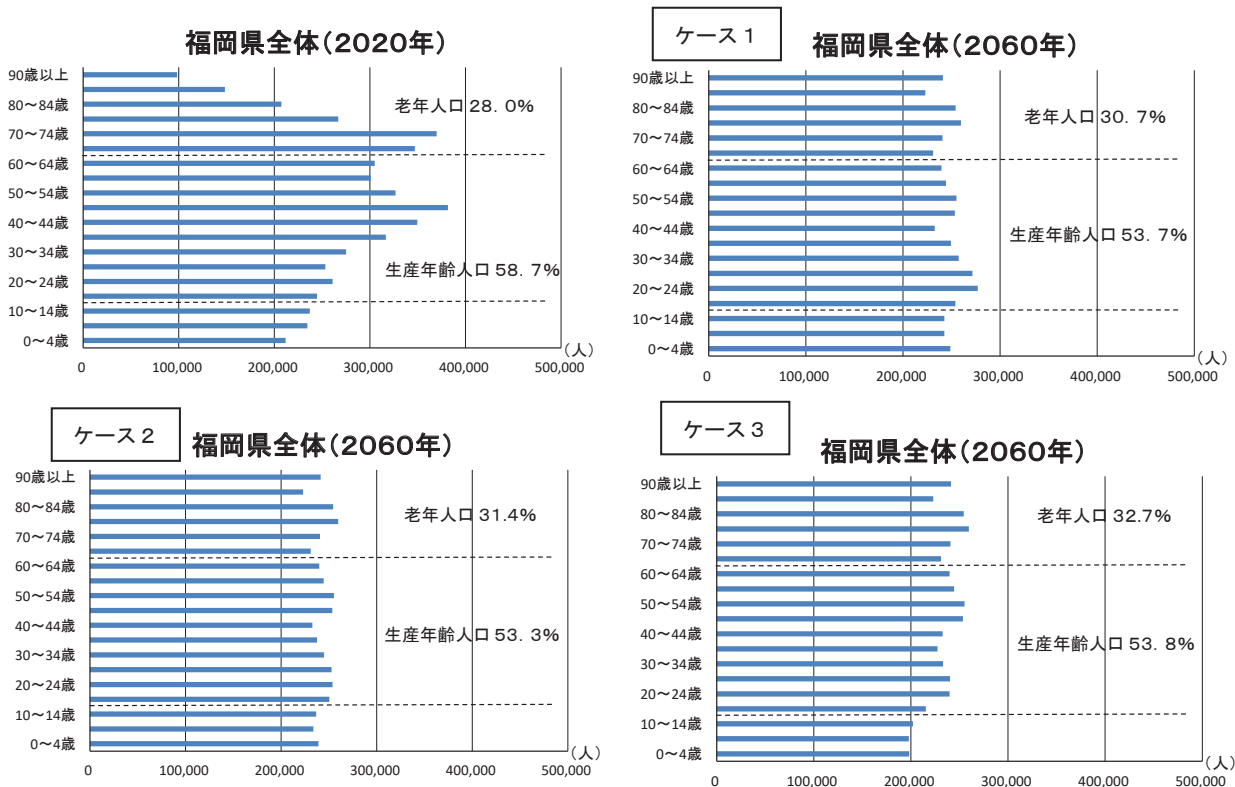 福岡県全体(2020年)
90歳以上
80～84歳
70～74歳
60～64歳
50～54歳
40～44歳
30～34歳
20～24歳
10～14歳
0～4歳
老年人口28．0%
生産年齢人口58．7%
(人)
0 100,000 200,000 300,000 400,000 500,000
ケース1
福岡県全体(2060年)
90歳以上
80～84歳
70～74歳
60～64歳
50～54歳
40～44歳
30～34歳
20～24歳
10～14歳
0～4歳
老年人口30．7%
生産年齢人口53．7%
(人)
0 100,000 200,000 300,000 400,000 500,000
ケース2
福岡県全体(2060年)
90歳以上
80～84歳
70～74歳
60～64歳
50～54歳
40～44歳
30～34歳
20～24歳
10～14歳
0～4歳
老年人口31.4%
生産年齢人口53．3%
(人)
0 100,000 200,000 300,000 400,000 500,000
ケース3
福岡県全体(2060年)
90歳以上
80～84歳
70～74歳
60～64歳
50～54歳
40～44歳
30～34歳
20～24歳
10～14歳
0～4歳
老年人口32.7%
生産年齢人口53．8%
(人)
0 100,000 200,000 300,000 400,000 500,000